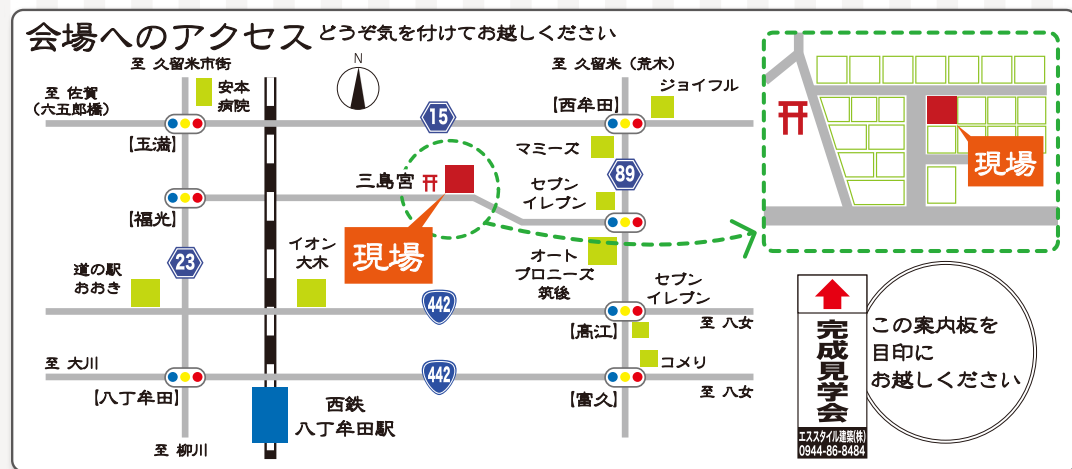 会場へのアクセス どうぞ気を付けてお越しください
至 久留米市街
安本
病院
至 佐賀
(六五郎橋)
N
至 久留米(荒木)
ジョイフル
【西牟田】
15
【玉満】
マミーズ
89
三島宮
セブン
イレブン
【福光】
現場
23
イオン
大木
道の駅
おおき
オート
プロニーズ
筑後
セブン
イレブン
442
至 八女
【高江】
至 大川
コメリ
442
【八丁牟田】
【富久】
至 八女
西鉄
八丁牟田駅
至 柳川
現場
完成見学会
エススタイル建築(株)
0944-86-8484
この案内板を
目印に
お越しください